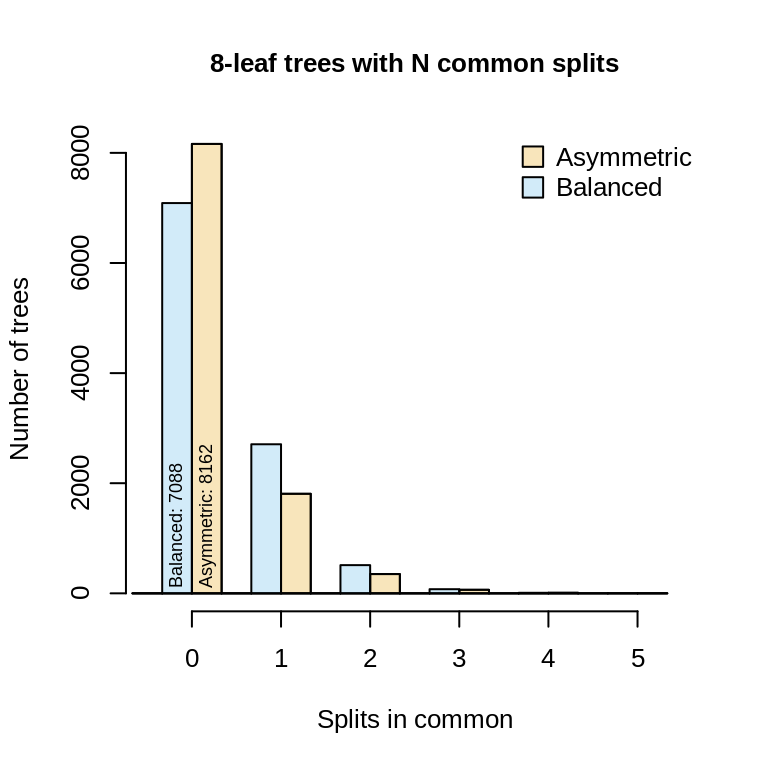 8-leaf trees with N common splits
Asymmetric
Balanced
Number of trees
8000
6000
4000
2000
0
Balanced: 7088
Asymmetric: 8162
0 1 2 3 4 5
Splits in common